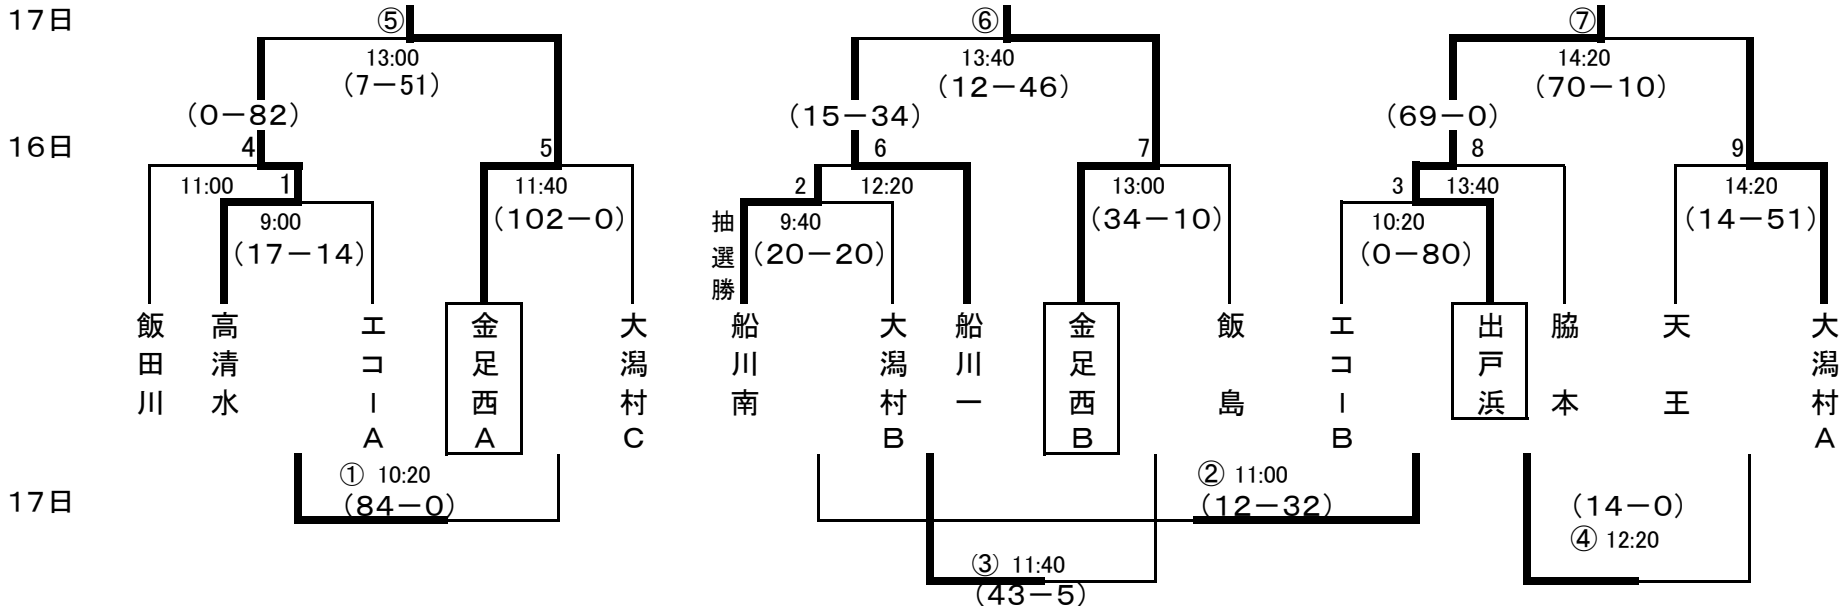 17日
⑤
⑥
⑦
13:00
13:40
14:20
(7－51)
(12－46)
(70－10)
(0－82)
(15－34)
(69－0)
16日
4
5
6
7
8
9
11:00
1
11:40
2
12:20
13:00
3
13:40
14:20
9:00
(102－0)
9:40
(34－10)
10:20
(14－51)
(17－14)
(20－20)
(0－80)
抽選勝
飯田川
高清水
エコーA
金足西A
大潟村C
船川南
大潟村B
船川一
金足西B
飯島
エコーB
出戸浜
脇本
天王
大潟村A
① 10:20
② 11:00
17日
(84－0)
(12－32)
(14－0)
④ 12:20
③ 11:40
(43－5)